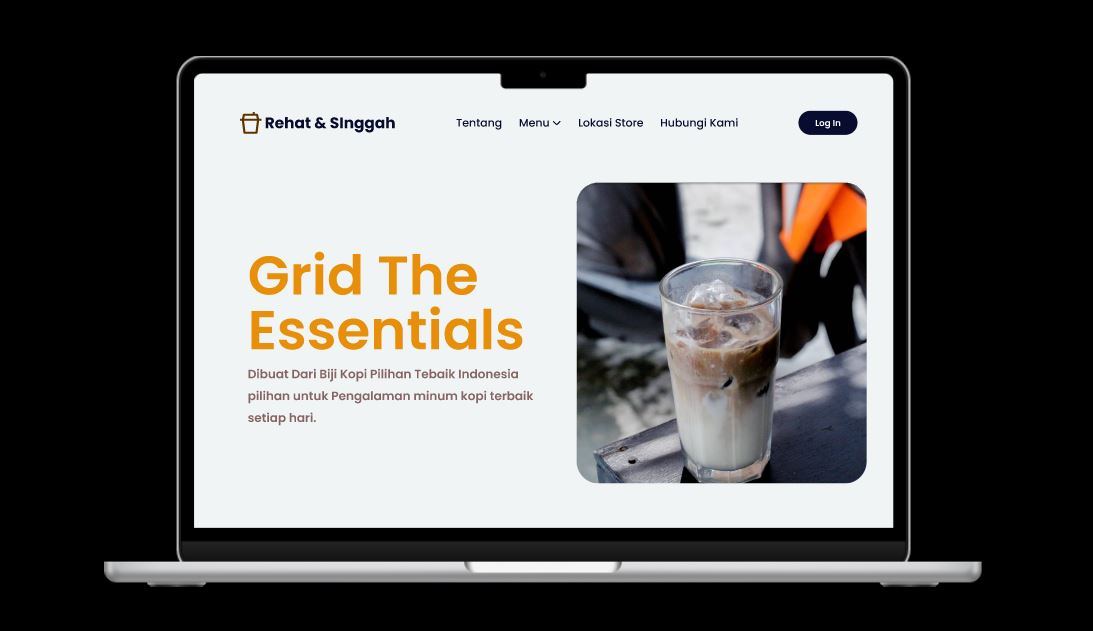 Rehat & SInggah
Tentang
Menu
Lokasi Store
Hubungi Kami
Log In
Grid The
Essentials
Dibuat Dari Biji Kopi Pilihan Tebaik Indonesia
pilihan untuk Pengalaman minum kopi terbaik
setiap hari.